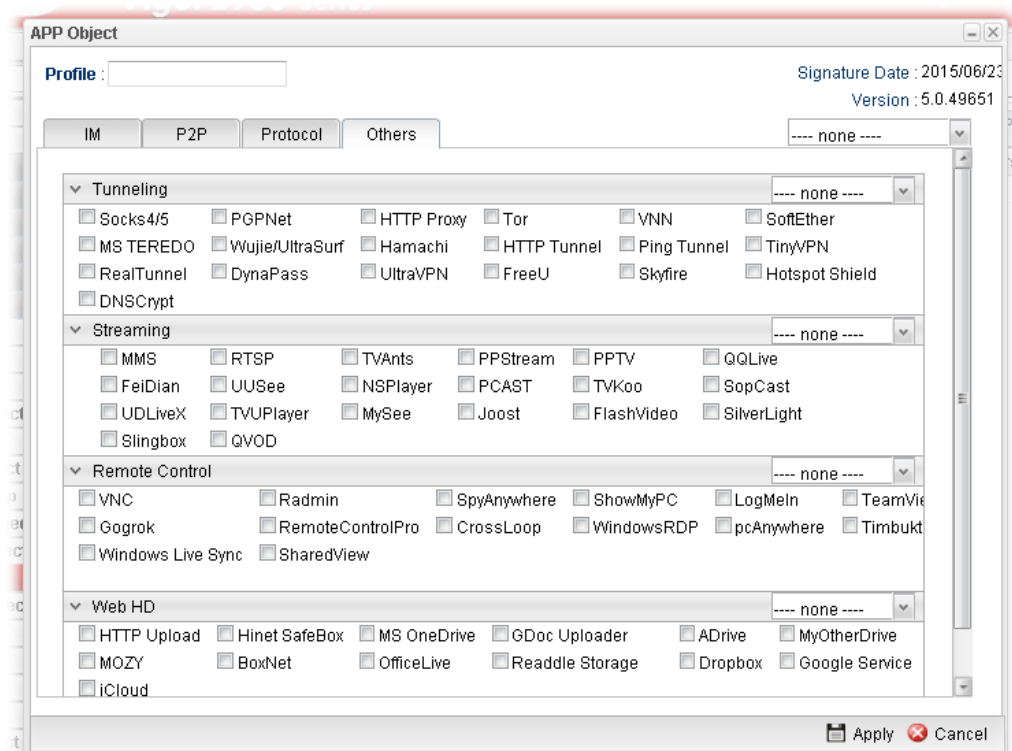 APP Object
Profile :
Signature Date : 2015/06/23
Version : 5.0.49651
IM P2P Protocol Others ---- none ----
Tunneling ---- none ----
Socks4/5 PGPNet HTTP Proxy Tor VNN SoftEther
MS TEREDO Wujie/UltraSurf Hamachi HTTP Tunnel Ping Tunnel TinyVPN
RealTunnel DynaPass UltraVPN FreeU Skyfire Hotspot Shield
DNSCrypt
Streaming ---- none ----
MMS RTSP TVAnts PPStream PPTV QQLive
FeiDian UUSee NSPlayer PCAST TVKoo SopCast
UDLiveX TVUPlayer MySee Joost FlashVideo SilverLight
Slingbox QVOD
Remote Control ---- none ----
VNC Radmin SpyAnywhere ShowMyPC LogMeIn TeamVie
Gogrok RemoteControlPro CrossLoop WindowsRDP pcAnywhere Timbukt
Windows Live Sync SharedView
Web HD ---- none ----
HTTP Upload Hinet SafeBox MS OneDrive GDoc Uploader ADrive MyOtherDrive
MOZY BoxNet OfficeLive Readdle Storage Dropbox Google Service
iCloud
Apply Cancel